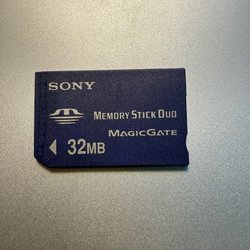 SONY
MEMORY STICK DUO
MAGICGATE
32MB